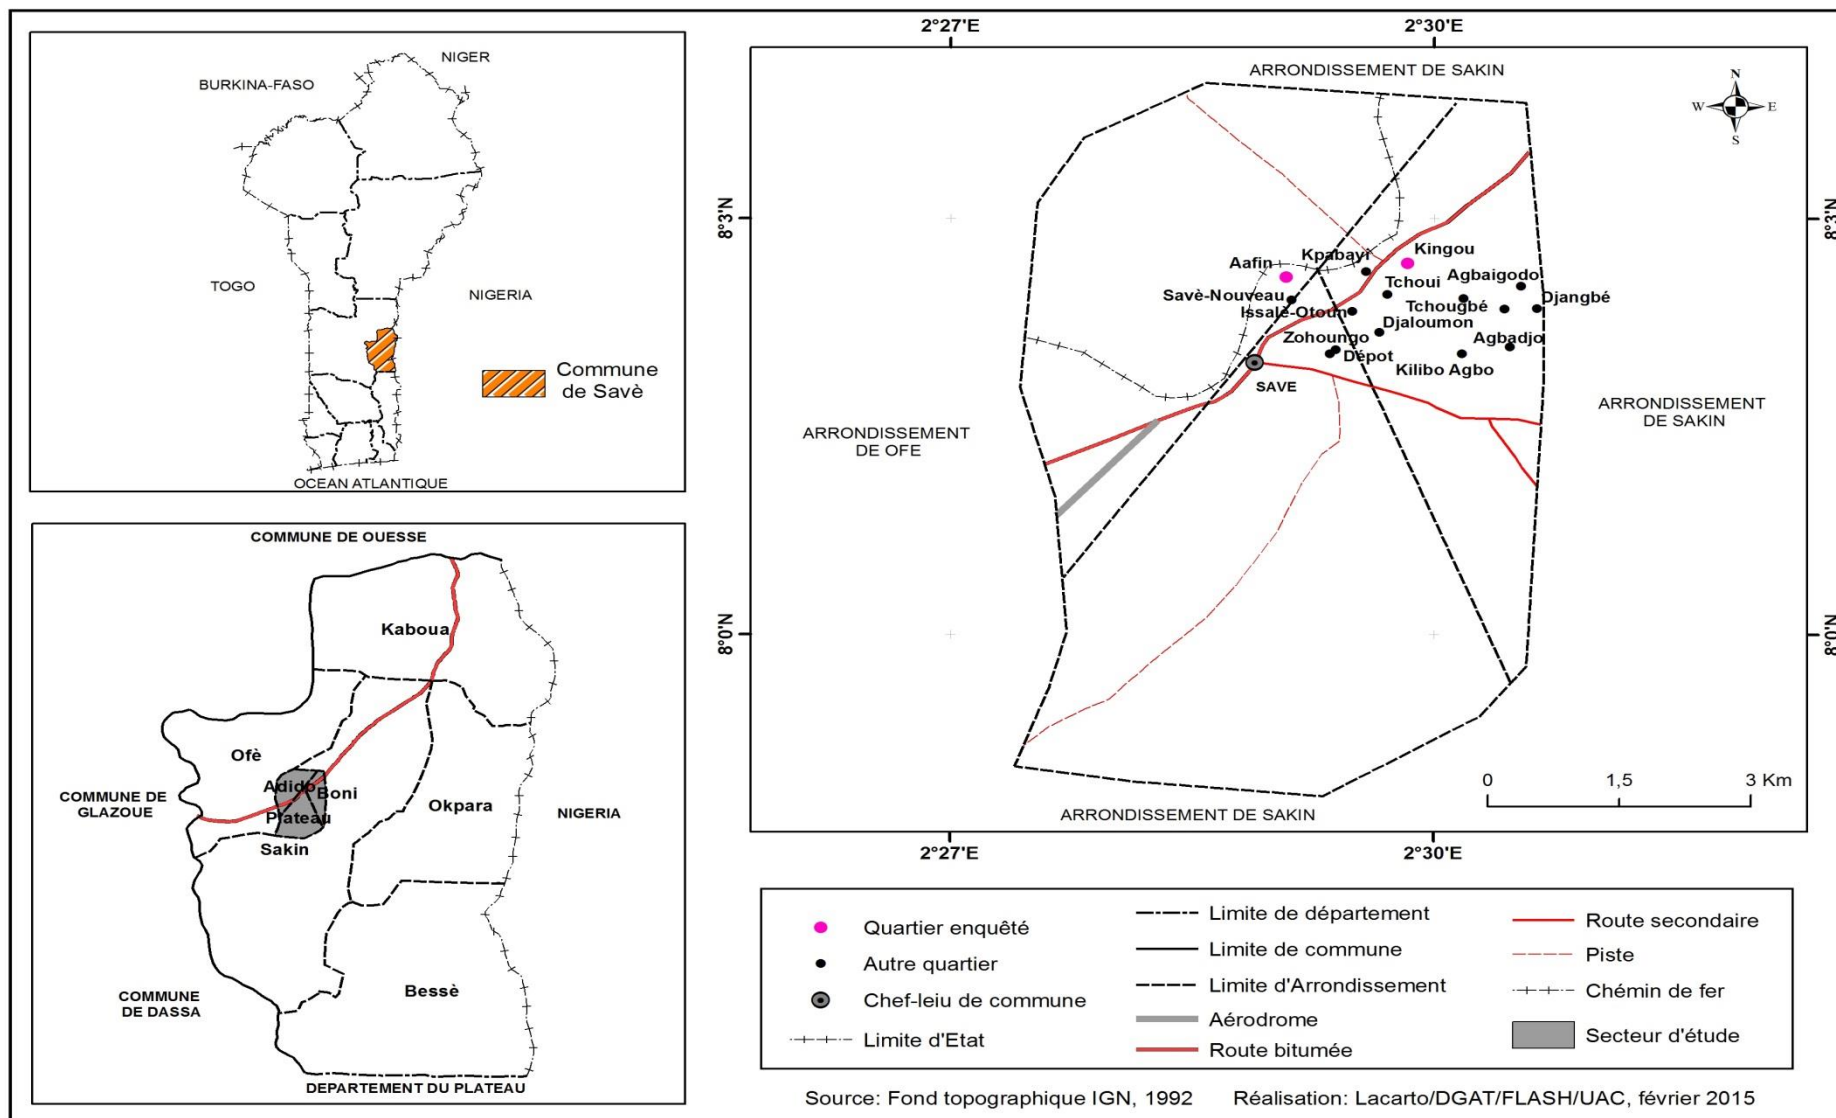 NIGER
BURKINA-FASO
TOGO
NIGERIA
Commune
de Savè
OCEAN ATLANTIQUE
COMMUNE DE OUESSE
Kaboua
Ofè
Adido
Boni
Plateau
Okpara
NIGERIA
COMMUNE DE
GLAZOUE
Sakin
COMMUNE
DE DASSA
Bessè
DEPARTEMENT DU PLATEAU
2°27'E
2°30'E
ARRONDISSEMENT DE SAKIN
N
W
E
S
8°3'N
8°3'N
Aafin
Kpabayi
Kingou
Savè-Nouveau
Tchoui
Agbaigodo
Issalè-Otoun
Tchougbé
Djangbé
Djaloumon
Zohoungo
Agbadjo
Dépot
Kilibo Agbo
SAVE
ARRONDISSEMENT
DE OFE
ARRONDISSEMENT
DE SAKIN
8°0'N
8°0'N
0
1,5
3 Km
ARRONDISSEMENT DE SAKIN
2°27'E
2°30'E
Quartier enquêté
Autre quartier
Chef-leiu de commune
Limite d'Etat
Limite de département
Limite de commune
Limite d'Arrondissement
Aérodrome
Route bitumée
Route secondaire
Piste
Chémin de fer
Secteur d'étude
Source: Fond topographique IGN, 1992
Réalisation: Lacarto/DGAT/FLASH/UAC, février 2015